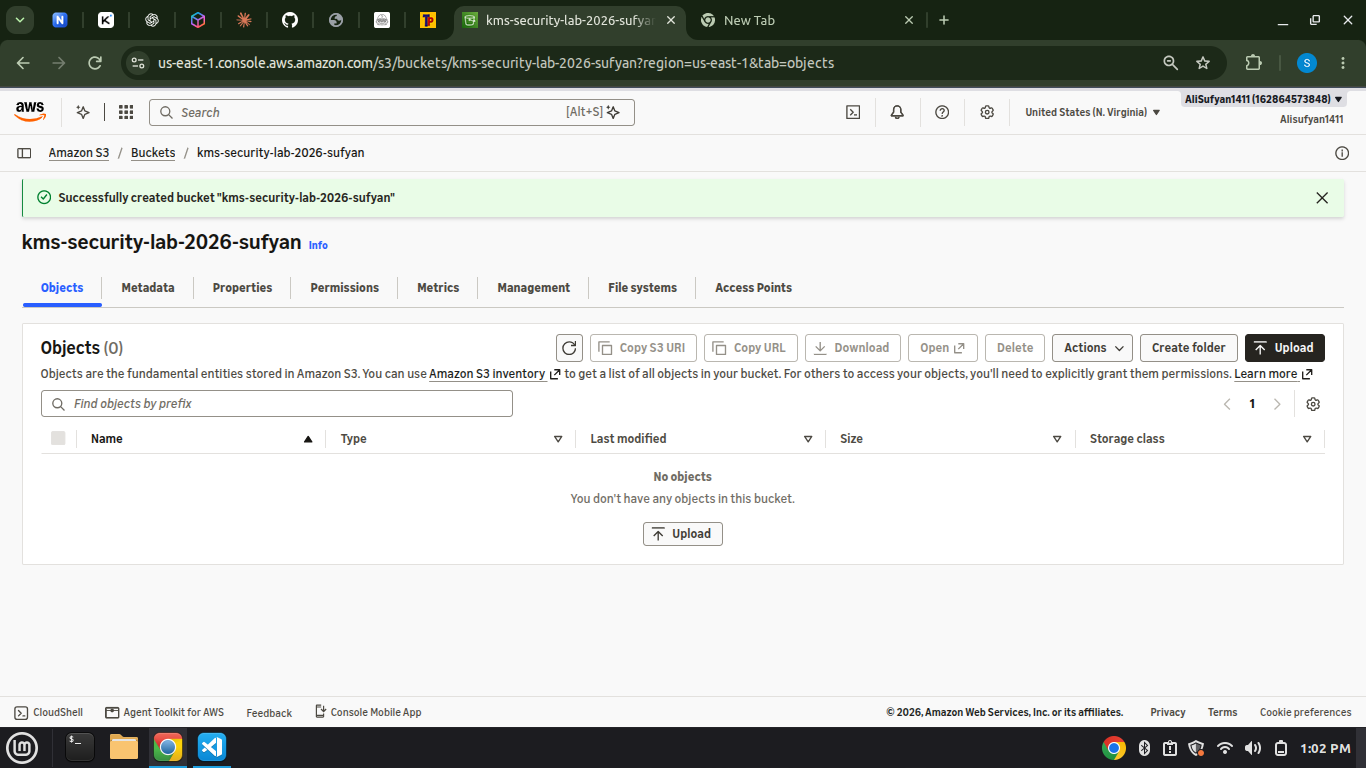 kms-security-lab-2026-sufyan
New Tab
us-east-1.console.aws.amazon.com/s3/buckets/kms-security-lab-2026-sufyan?region=us-east-1&tab=objects
S
aws
Search
[Alt+S]
United States (N. Virginia)
AliSufyan1411 (162864573848)
Alisufyan1411
Amazon S3 / Buckets / kms-security-lab-2026-sufyan
Successfully created bucket "kms-security-lab-2026-sufyan"
kms-security-lab-2026-sufyan Info
Objects Metadata Properties Permissions Metrics Management File systems Access Points
Objects (0)
Copy S3 URI Copy URL Download Open Delete Actions Create folder Upload
Objects are the fundamental entities stored in Amazon S3. You can use Amazon S3 inventory to get a list of all objects in your bucket. For others to access your objects, you'll need to explicitly grant them permissions. Learn more
Find objects by prefix
1
Name Type Last modified Size Storage class
No objects
You don't have any objects in this bucket.
Upload
CloudShell Agent Toolkit for AWS Feedback Console Mobile App
© 2026, Amazon Web Services, Inc. or its affiliates. Privacy Terms Cookie preferences
1:02 PM